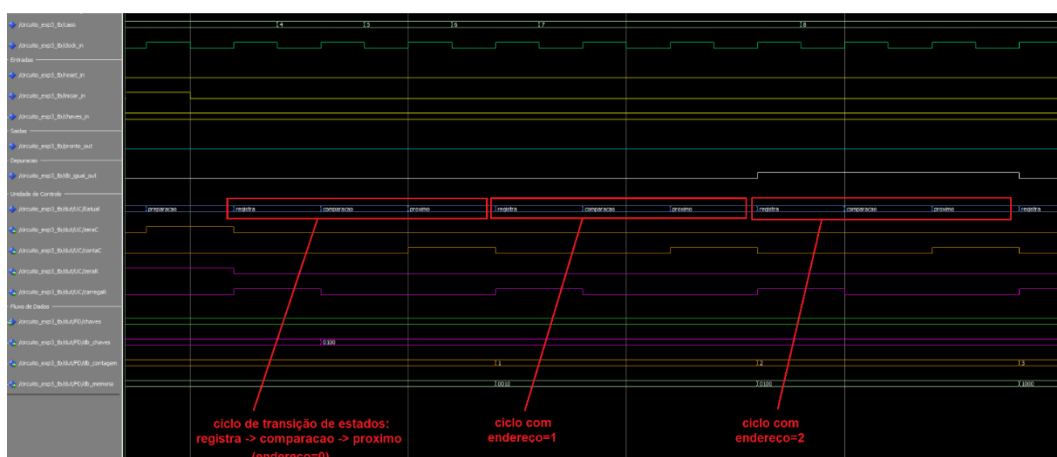 /circuito_exp3_tb/caso
4
5
6
7
8
/circuito_exp3_tb/clock_in
Entradas
/circuito_exp3_tb/reset_in
/circuito_exp3_tb/iniciar_in
/circuito_exp3_tb/chaves_in
Saidas
/circuito_exp3_tb/pronto_out
Depuracao
/circuito_exp3_tb/db_igual_out
Unidade de Controle
/circuito_exp3_tb/dut/UC/Eatual
preparacao
registra
comparacao
proximo
registra
comparacao
proximo
registra
comparacao
proximo
registra
/circuito_exp3_tb/dut/UC/zeraC
/circuito_exp3_tb/dut/UC/contaC
/circuito_exp3_tb/dut/UC/zeraR
/circuito_exp3_tb/dut/UC/carregaR
Fluxo de Dados
/circuito_exp3_tb/dut/FD/chaves
/circuito_exp3_tb/dut/FD/db_chaves
0100
/circuito_exp3_tb/dut/FD/db_contagem
1
2
3
/circuito_exp3_tb/dut/FD/db_memoria
0010
0100
1000
ciclo de transição de estados:
registra -> comparacao -> proximo
(endereço=0)
ciclo com
endereço=1
ciclo com
endereço=2